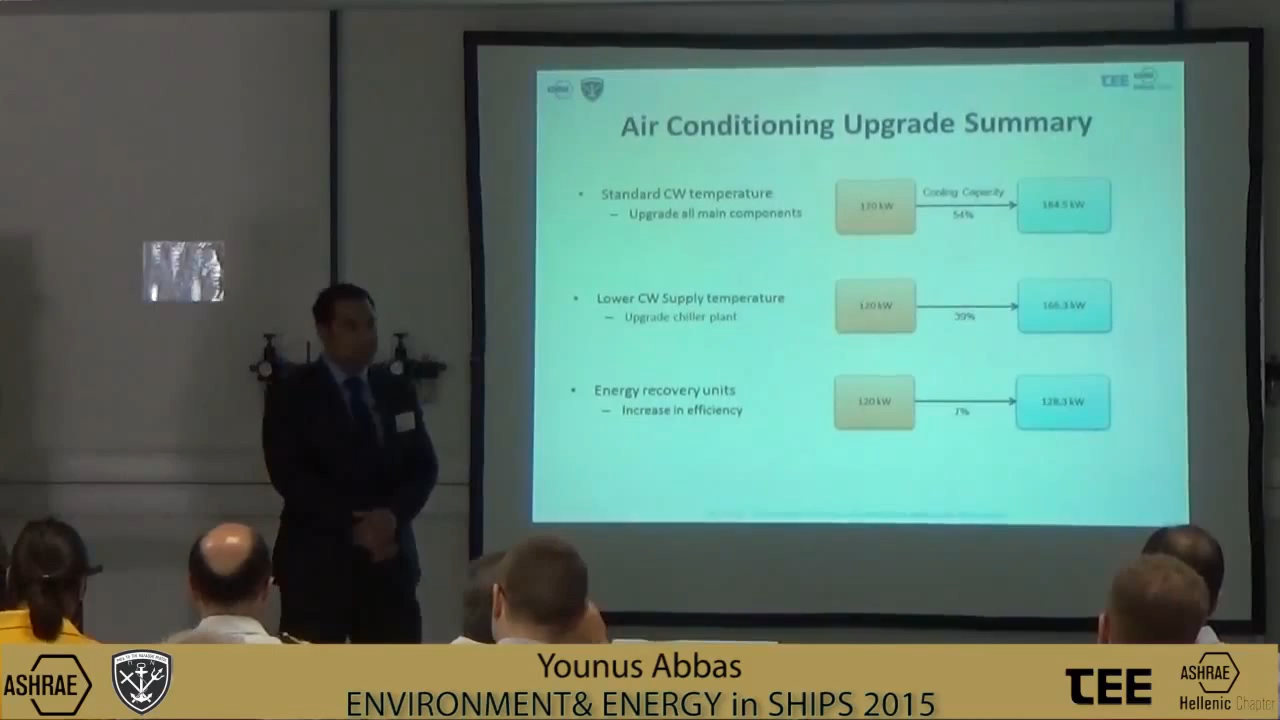 TEE
Air Conditioning Upgrade Summary
• Standard CW temperature
– Upgrade all main components
120 kW
Cooling Capacity
54%
184.5 kW
• Lower CW Supply temperature
– Upgrade chiller plant
120 kW
39%
166.3 kW
• Energy recovery units
– Increase in efficiency
120 kW
7%
128.3 kW
ASHRAE
Younus Abbas
ENVIRONMENT& ENERGY in SHIPS 2015
TEE
ASHRAE
Hellenic Chapter